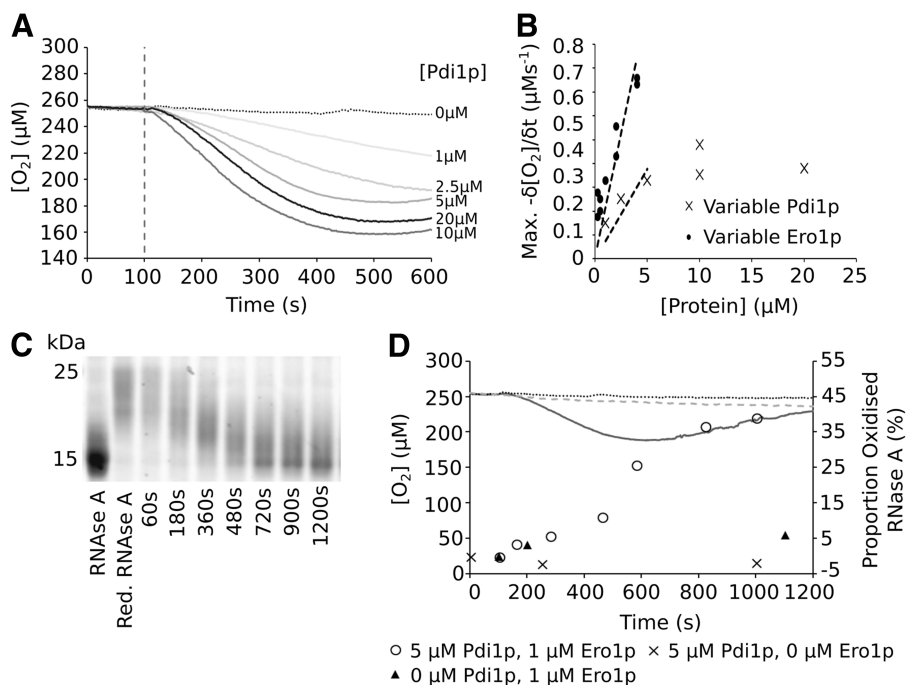 A
300
280
260
240
220
200
180
160
140
[O₂] (µM)
0 100 200 300 400 500 600
Time (s)
[Pdi1p]
0µM
1µM
2.5µM
5µM
20µM
10µM
B
0.8
0.7
0.6
0.5
0.4
0.3
0.2
0.1
0
Max. -δ[O₂]/δt (µMs⁻¹)
0 5 10 15 20 25
[Protein] (µM)
× Variable Pdi1p
• Variable Ero1p
C
kDa
25
15
RNAse A
Red. RNAse A
60s
180s
360s
480s
720s
900s
1200s
D
300
250
200
150
100
50
0
[O₂] (µM)
55
45
35
25
15
5
-5
Proportion Oxidised
RNase A (%)
0 200 400 600 800 1000 1200
Time (s)
○ 5 µM Pdi1p, 1 µM Ero1p × 5 µM Pdi1p, 0 µM Ero1p
▲ 0 µM Pdi1p, 1 µM Ero1p